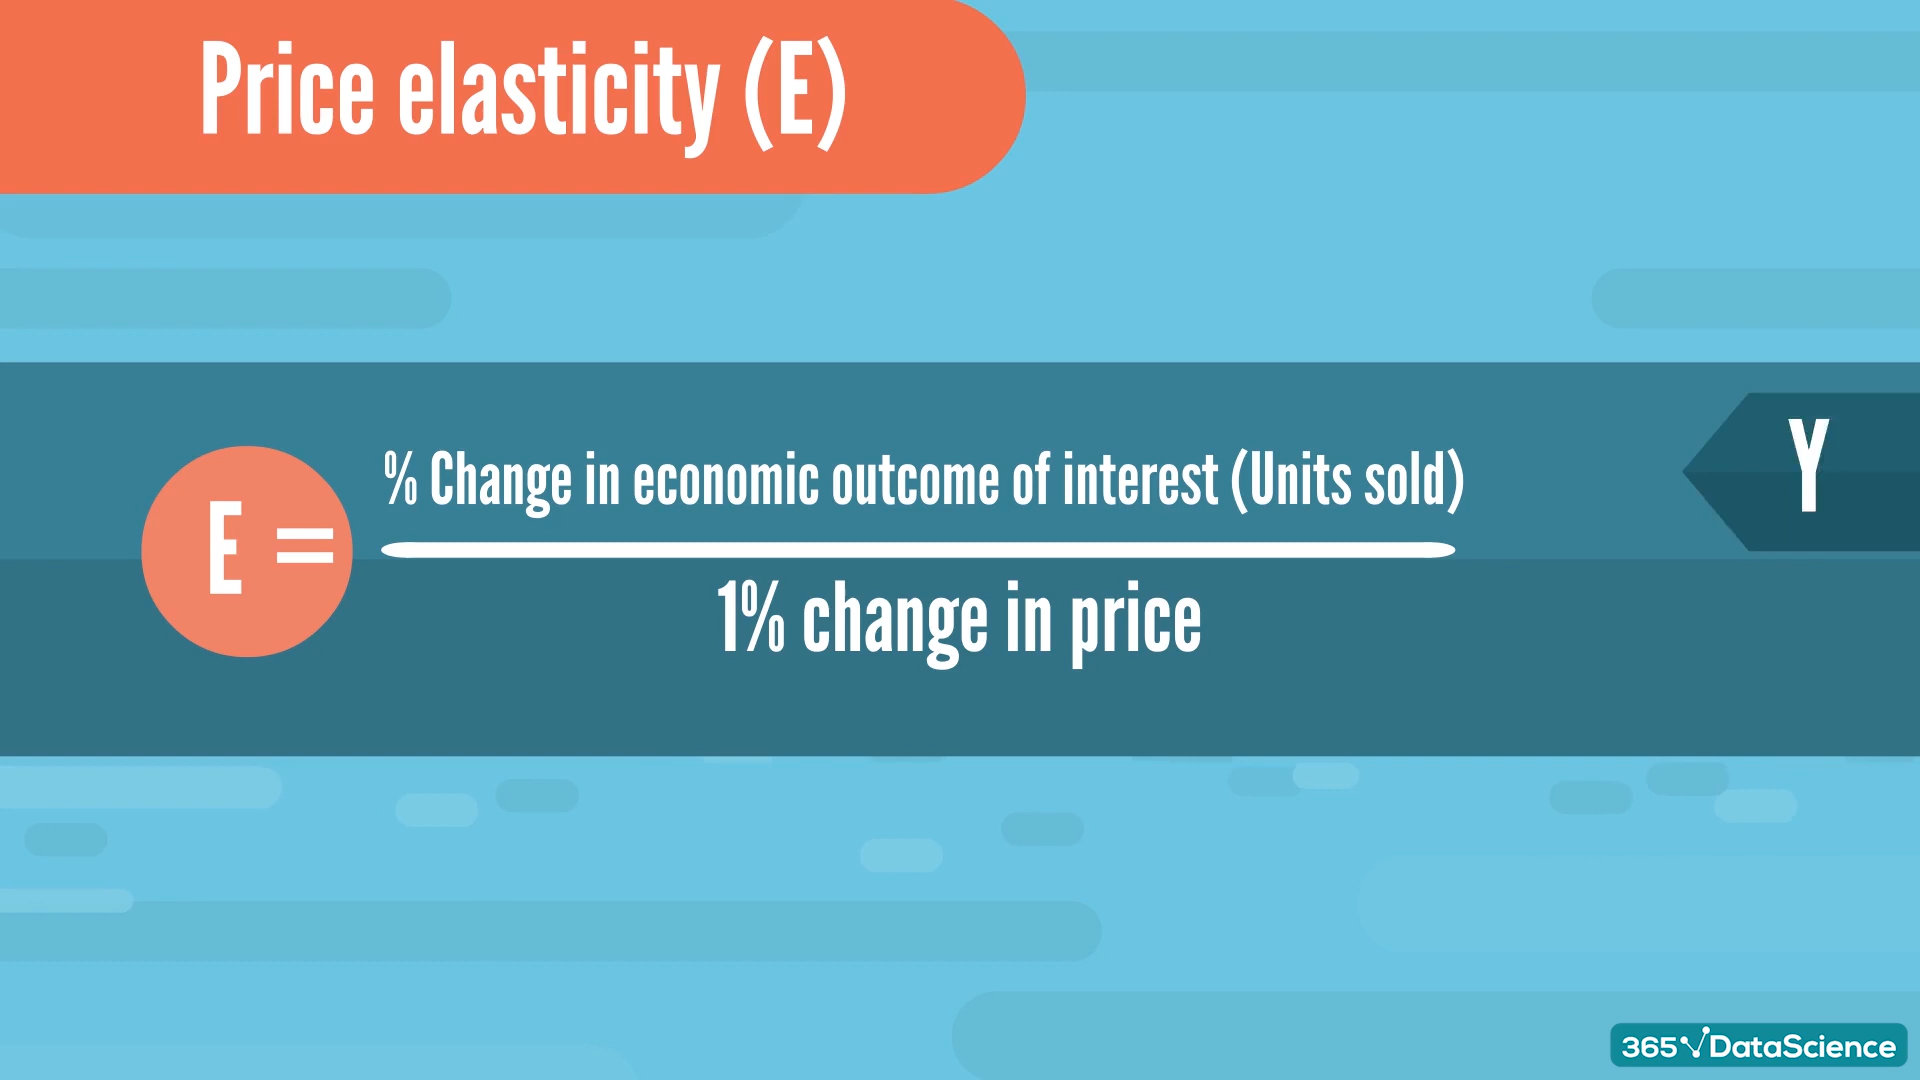 Price elasticity (E)
% Change in economic outcome of interest (Units sold)
Y
E =
1% change in price
365 DataScience